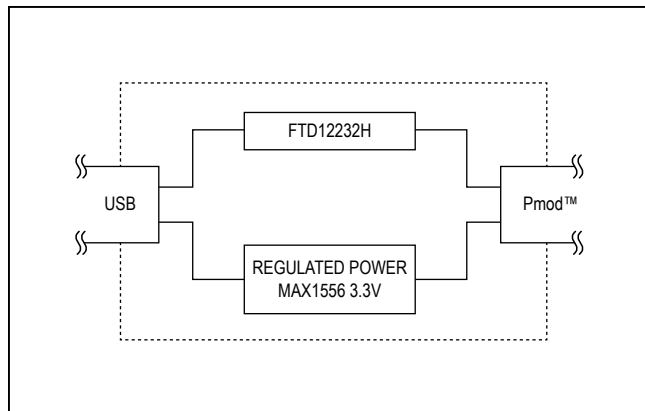 FTD12232H
USB
Pmod™
REGULATED POWER
MAX1556 3.3V